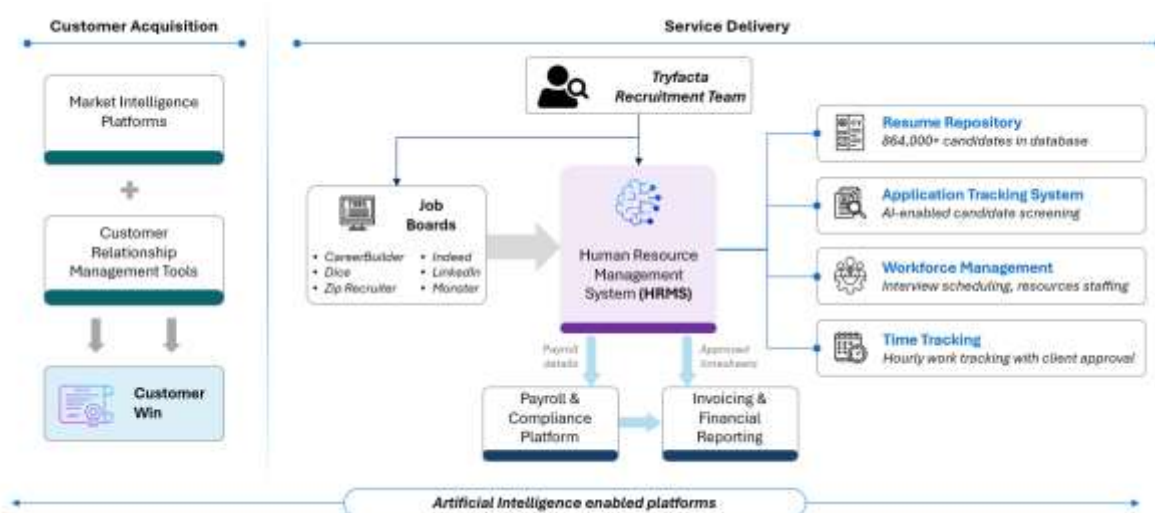 Customer Acquisition
Service Delivery
Market Intelligence
Platforms
Customer
Relationship
Management Tools
Customer
Win
Tryfacta
Recruitment Team
Job
Boards
• CareerBuilder
• Dice
• Zip Recruiter
• Indeed
• LinkedIn
• Monster
Human Resource
Management
System (HRMS)
Resume Repository
864,000+ candidates in database
Application Tracking System
AI-enabled candidate screening
Workforce Management
Interview scheduling, resources staffing
Time Tracking
Hourly work tracking with client approval
Payroll
details
Approved
timesheets
Payroll &
Compliance
Platform
Invoicing &
Financial
Reporting
Artificial Intelligence enabled platforms